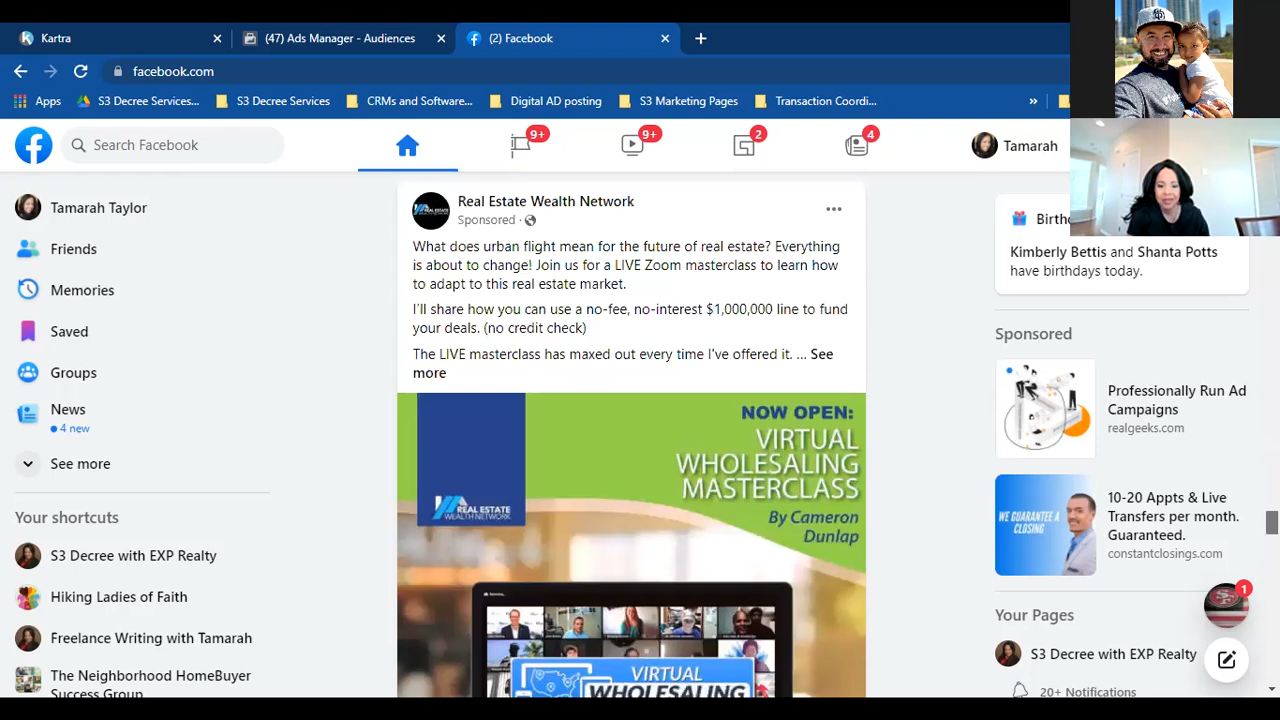 Kartra
(47) Ads Manager - Audiences
(2) Facebook
facebook.com
Apps
S3 Decree Services...
S3 Decree Services
CRMs and Software...
Digital AD posting
S3 Marketing Pages
Transaction Coordi...
»
Search Facebook
9+
9+
2
4
Tamarah
Tamarah Taylor
Friends
Memories
Saved
Groups
News
4 new
See more
Your shortcuts
S3 Decree with EXP Realty
Hiking Ladies of Faith
Freelance Writing with Tamarah
The Neighborhood HomeBuyer
Success Group
Real Estate Wealth Network
Sponsored ·
What does urban flight mean for the future of real estate? Everything
is about to change! Join us for a LIVE Zoom masterclass to learn how
to adapt to this real estate market.
I'll share how you can use a no-fee, no-interest $1,000,000 line to fund
your deals. (no credit check)
The LIVE masterclass has maxed out every time I've offered it. ... See
more
REAL ESTATE
WEALTH NETWORK
NOW OPEN:
VIRTUAL
WHOLESALING
MASTERCLASS
By Cameron
Dunlap
VIRTUAL
WHOLESALING
Birth
Kimberly Bettis and Shanta Potts
have birthdays today.
Sponsored
Professionally Run Ad
Campaigns
realgeeks.com
WE GUARANTEE A
CLOSING
10-20 Appts & Live
Transfers per month.
Guaranteed.
constantclosings.com
1
Your Pages
S3 Decree with EXP Realty
20+ Notifications